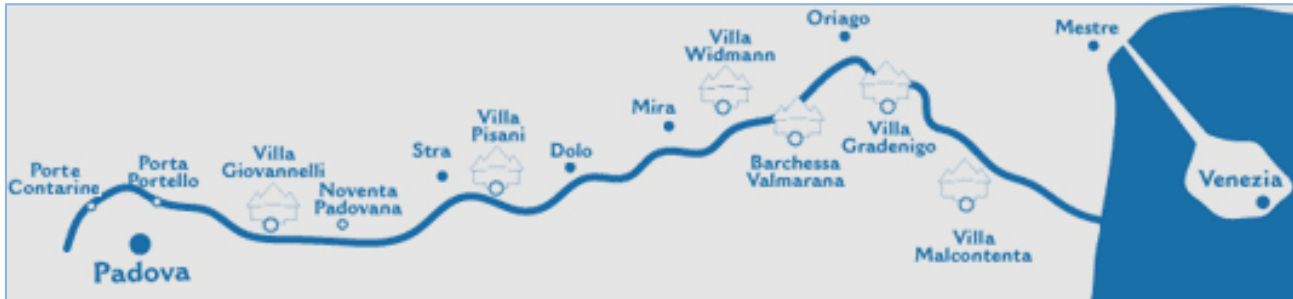 Porte
Contarine
Porta
Portello
Padova
Villa
Giovannelli
Noventa
Padovana
Stra
Villa
Pisani
Dolo
Mira
Villa
Widmann
Barchessa
Valmarana
Oriago
Villa
Gradenigo
Villa
Malcontenta
Mestre
Venezia